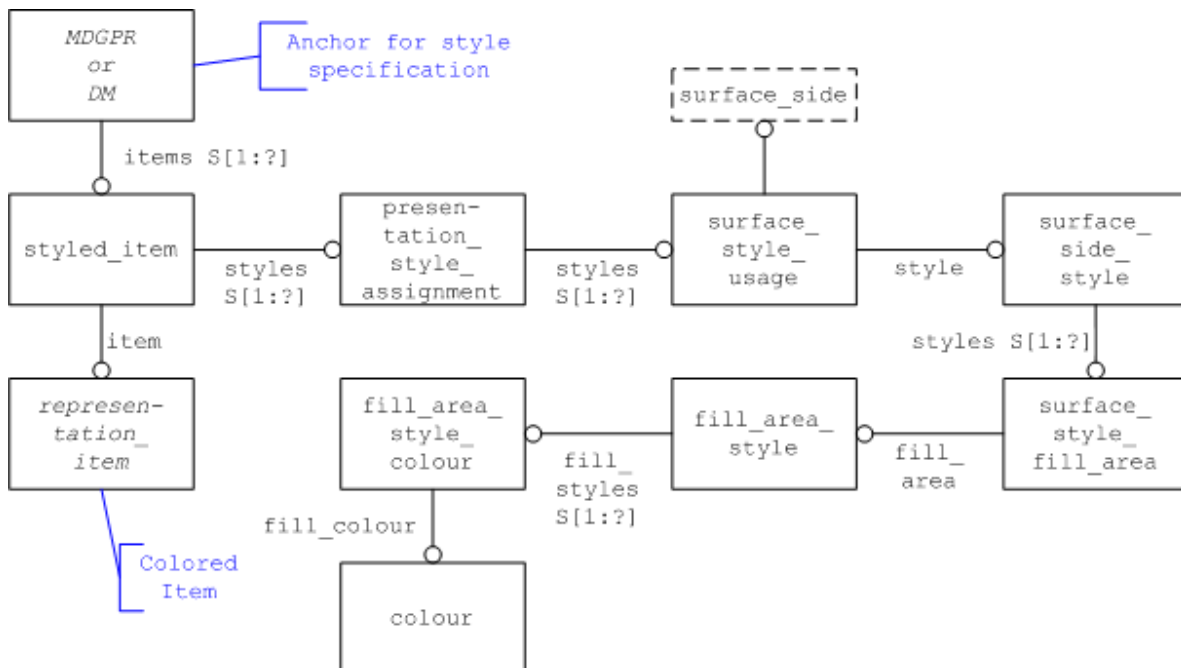 MDGPR
or
DM
Anchor for style
specification
surface_side
items S[1:?]
styled_item
styles
S[1:?]
presen-
tation_
style_
assignment
styles
S[1:?]
surface_
style_
usage
style
surface_
side_
style
item
styles S[1:?]
represen-
tation_
item
fill_area_
style_
colour
fill_
styles
S[1:?]
fill_area_
style
fill_
area
surface_
style_
fill_area
fill_colour
Colored
Item
colour